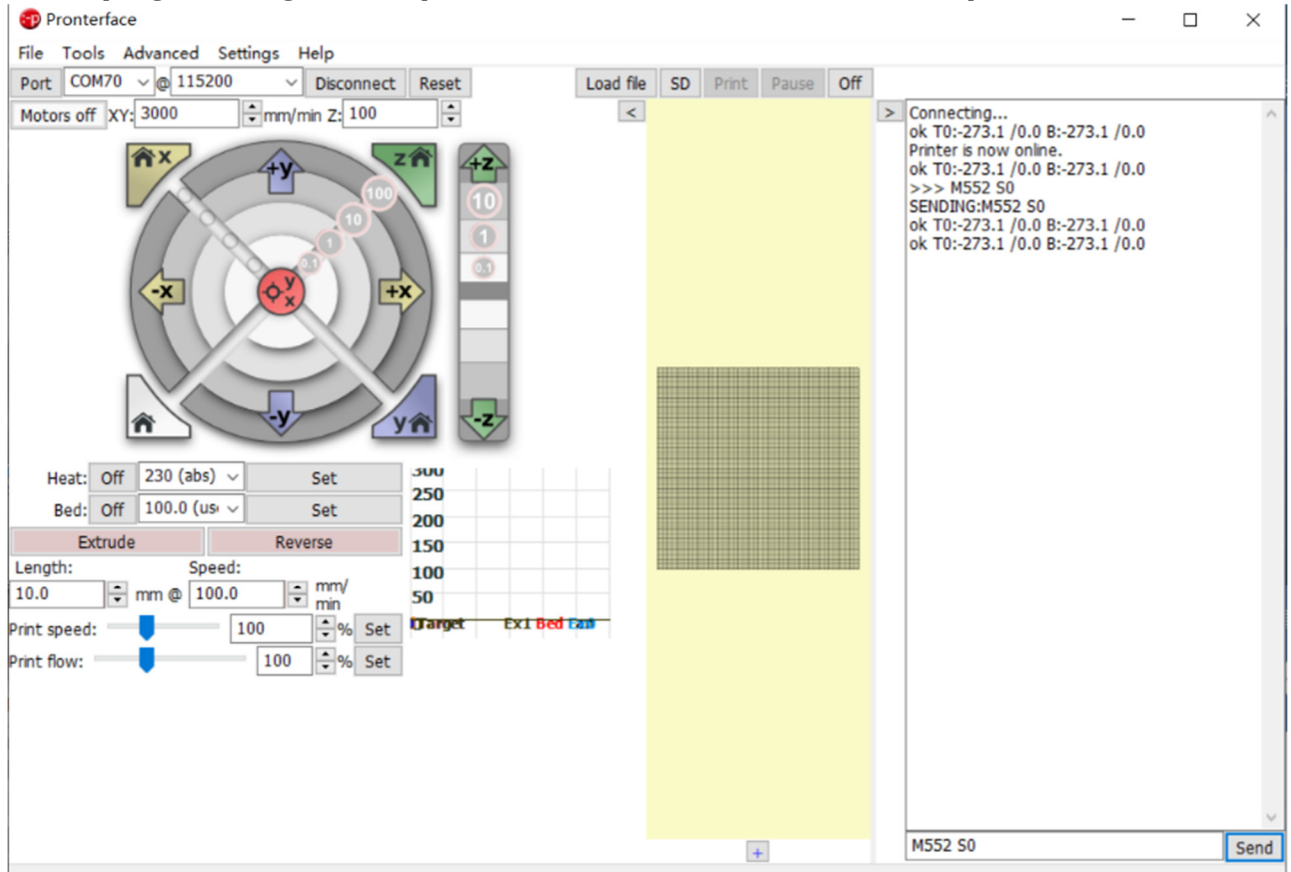 Pronterface
File Tools Advanced Settings Help
Port COM70 @ 115200 Disconnect Reset Load file SD Print Pause Off
Motors off XY: 3000 mm/min Z: 100 < >
x +y z +z
100 10 1 0.1
10 1 0.1
-x y x +x
-y y -z
Heat: Off 230 (abs) Set
Bed: Off 100.0 (us Set
Extrude Reverse
Length: Speed:
10.0 mm @ 100.0 mm/
min
Print speed: 100 % Set
Print flow: 100 % Set
300
250
200
150
100
50
Target Ex1 Bed
+
Connecting...
ok T0:-273.1 /0.0 B:-273.1 /0.0
Printer is now online.
ok T0:-273.1 /0.0 B:-273.1 /0.0
>>> M552 S0
SENDING:M552 S0
ok T0:-273.1 /0.0 B:-273.1 /0.0
ok T0:-273.1 /0.0 B:-273.1 /0.0
M552 S0 Send